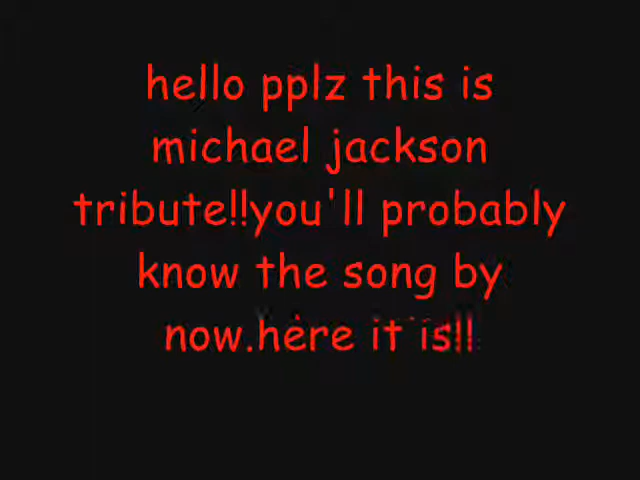 hello pplz this is
michael jackson
tribute!!you'll probably
know the song by
now.here it is!!